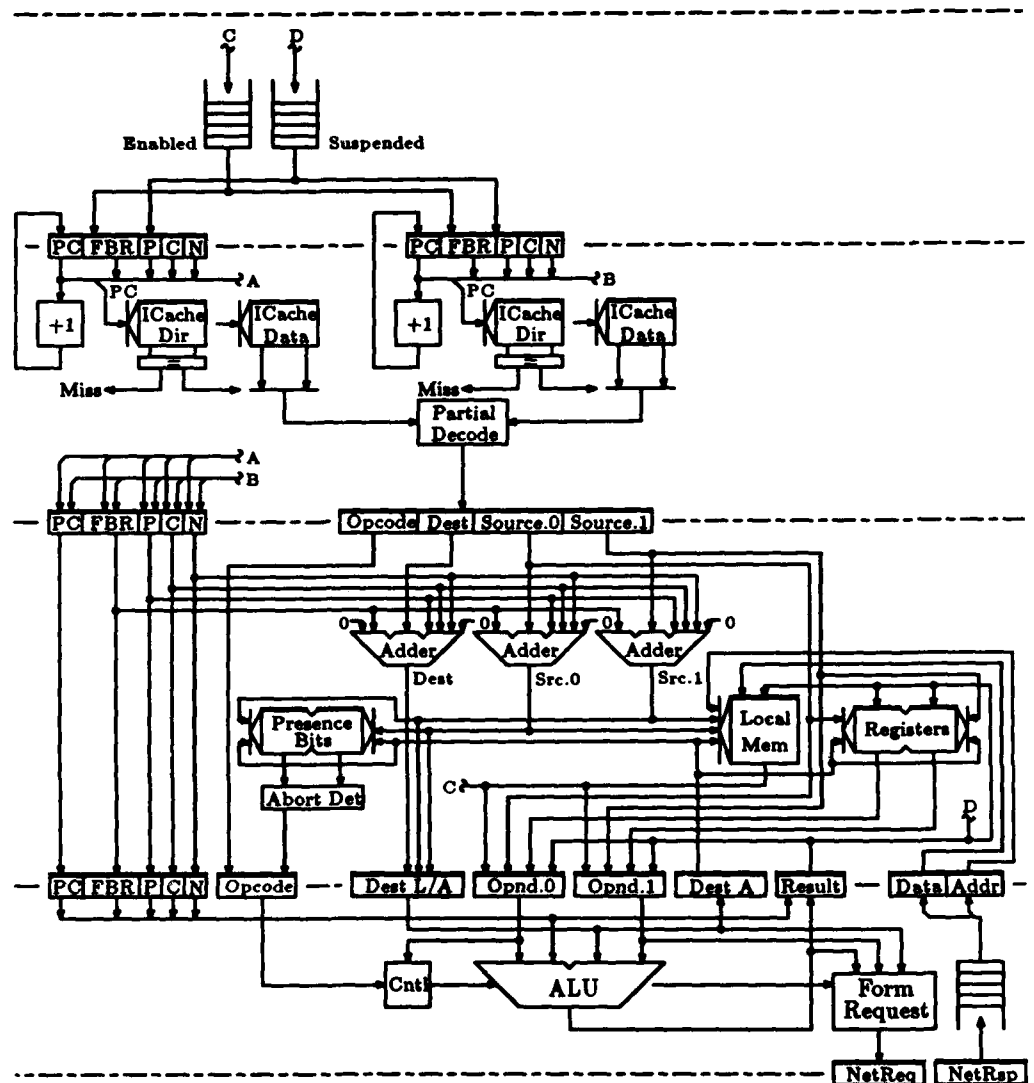 C D
Enabled Suspended
PC FBR P C N PC FBR P C N
A B
PC PC
+1 ICache Dir ICache Data +1 ICache Dir ICache Data
= =
Miss Miss
Partial Decode
A
B
PC FBR P C N Opcode Dest Source.0 Source.1
0 0 0 0
Adder Adder Adder
Dest Src.0 Src.1
Presence Bits Local Mem Registers
Abort Det C
D
PC FBR P C N Opcode Dest L/A Opnd.0 Opnd.1 Dest A Result Data Addr
Cntl ALU Form Request
NetReq NetRsp